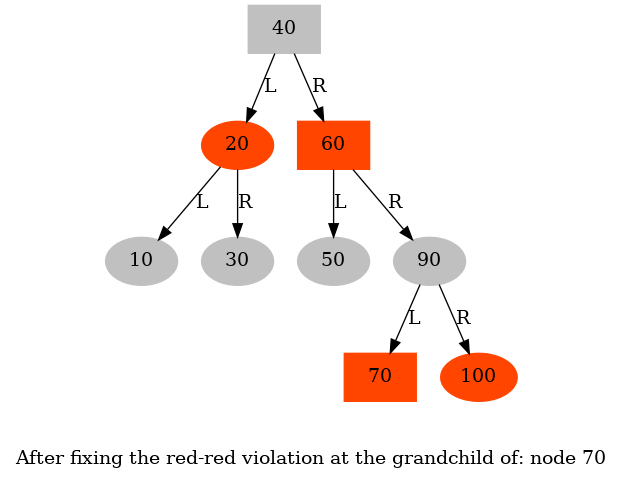 40
L R
20 60
L R L R
10 30 50 90
L R
70 100
After fixing the red-red violation at the grandchild of: node 70